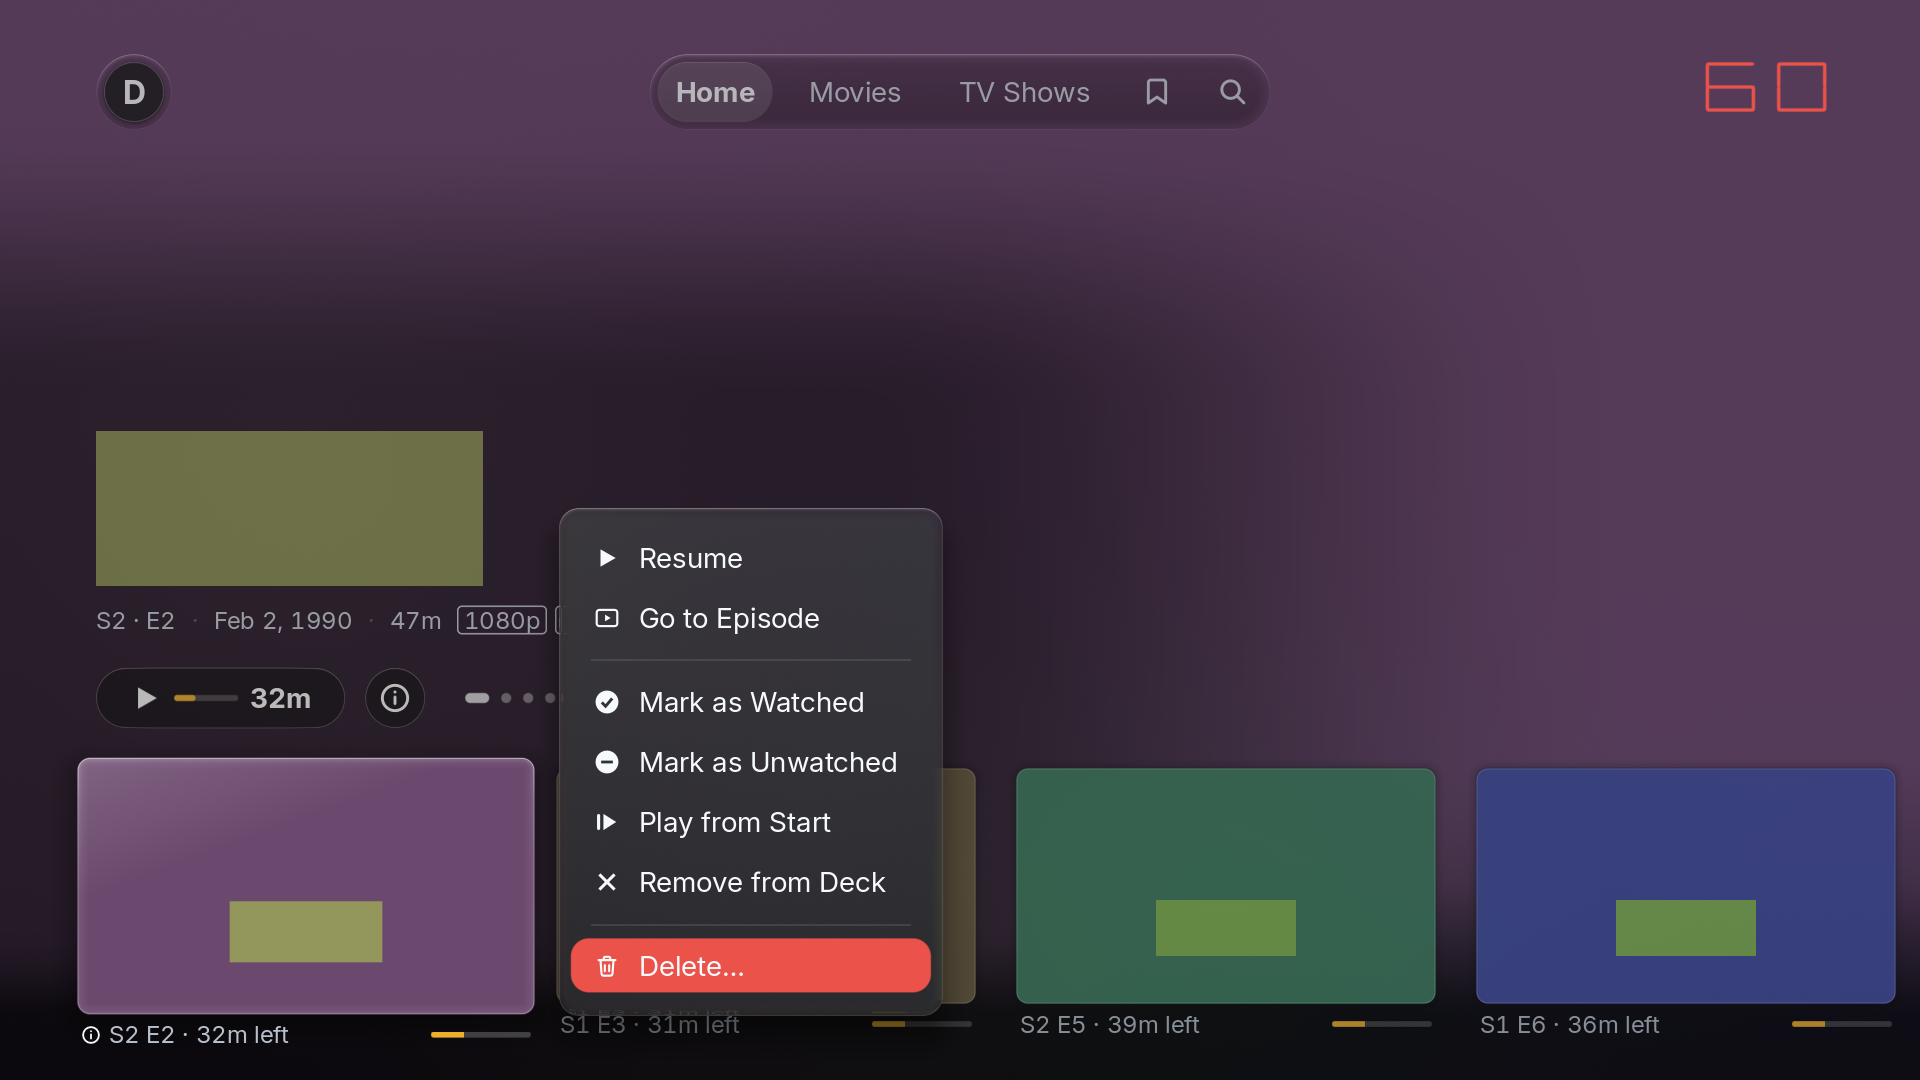 D
Home
Movies
TV Shows
60
S2 · E2 · Feb 2, 1990 · 47m 1080p
32m
Resume
Go to Episode
Mark as Watched
Mark as Unwatched
Play from Start
Remove from Deck
Delete...
S2 E2 · 32m left
S1 E3 · 31m left
S2 E5 · 39m left
S1 E6 · 36m left